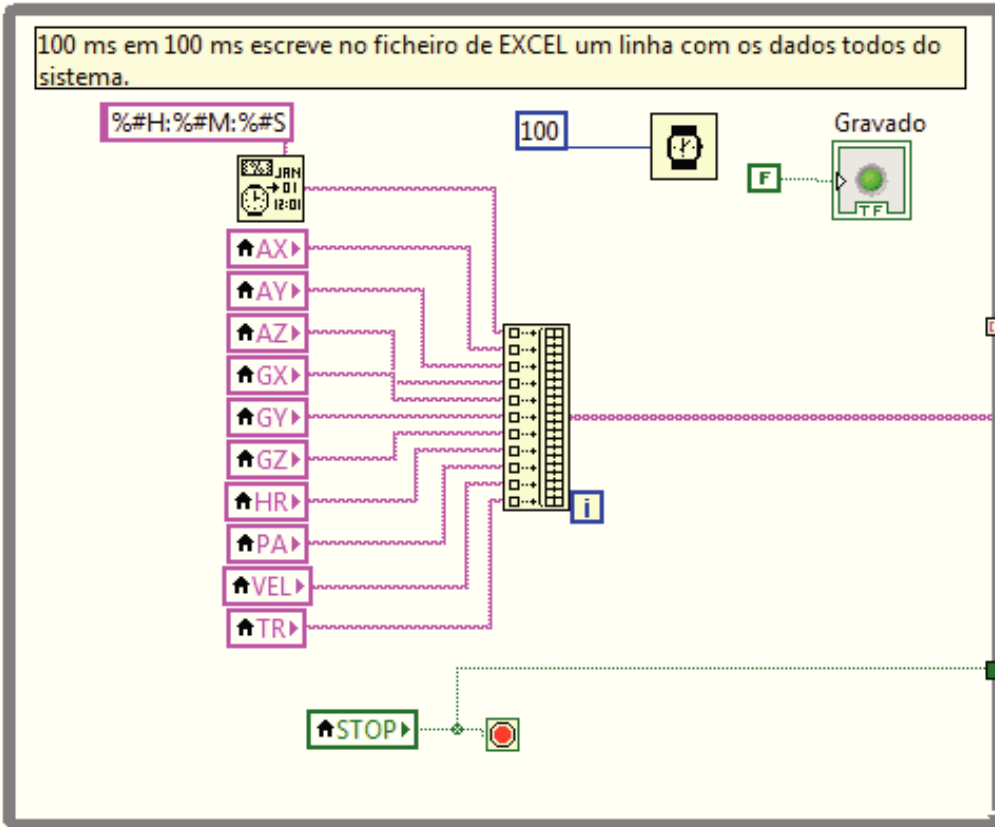 100 ms em 100 ms escreve no ficheiro de EXCEL um linha com os dados todos do
sistema.
%#H:%#M:%#S
100
Gravado
JAN
01
12:01
F
TF
AX
AY
AZ
GX
GY
GZ
HR
i
PA
VEL
TR
STOP